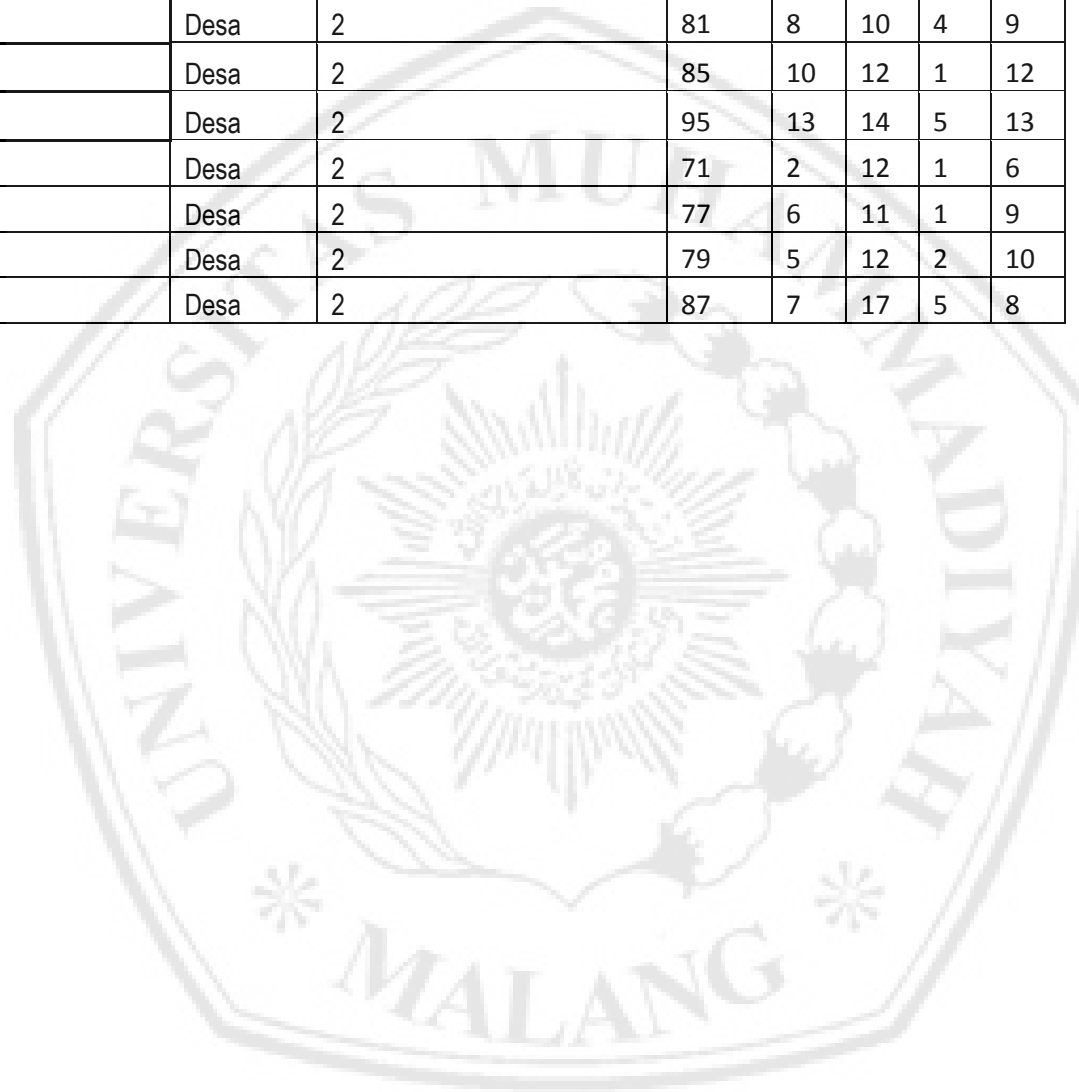 Desa 2 81 8 10 4 9
Desa 2 85 10 12 1 12
Desa 2 95 13 14 5 13
Desa 2 71 2 12 1 6
Desa 2 77 6 11 1 9
Desa 2 79 5 12 2 10
Desa 2 87 7 17 5 8
UNIVERSITAS MUHAMMADIYAH
MALANG